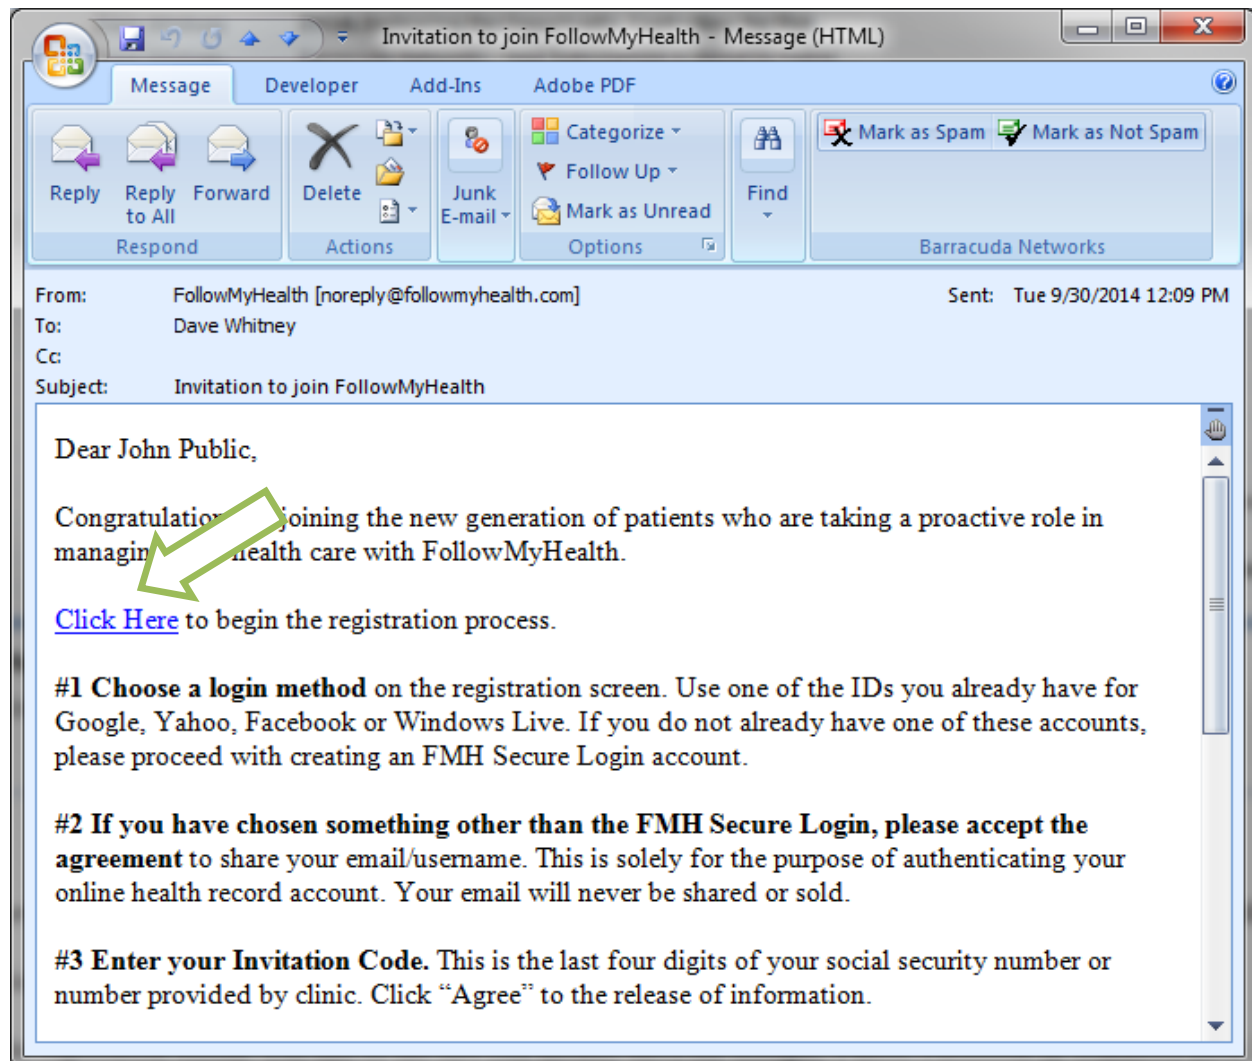 Invitation to join FollowMyHealth - Message (HTML)
Message Developer Add-Ins Adobe PDF
Reply
Reply to All
Forward
Respond
Delete
Actions
Junk E-mail
Categorize
Follow Up
Mark as Unread
Options
Find
Mark as Spam Mark as Not Spam
Barracuda Networks
From: FollowMyHealth [noreply@followmyhealth.com] Sent: Tue 9/30/2014 12:09 PM
To: Dave Whitney
Cc:
Subject: Invitation to join FollowMyHealth
Dear John Public,
joining the new generation of patients who are taking a proactive role in
health care with FollowMyHealth.
Click Here to begin the registration process.
#1 Choose a login method on the registration screen. Use one of the IDs you already have for
Google, Yahoo, Facebook or Windows Live. If you do not already have one of these accounts,
please proceed with creating an FMH Secure Login account.
#2 If you have chosen something other than the FMH Secure Login, please accept the
agreement to share your email/username. This is solely for the purpose of authenticating your
online health record account. Your email will never be shared or sold.
#3 Enter your Invitation Code. This is the last four digits of your social security number or
number provided by clinic. Click “Agree” to the release of information.